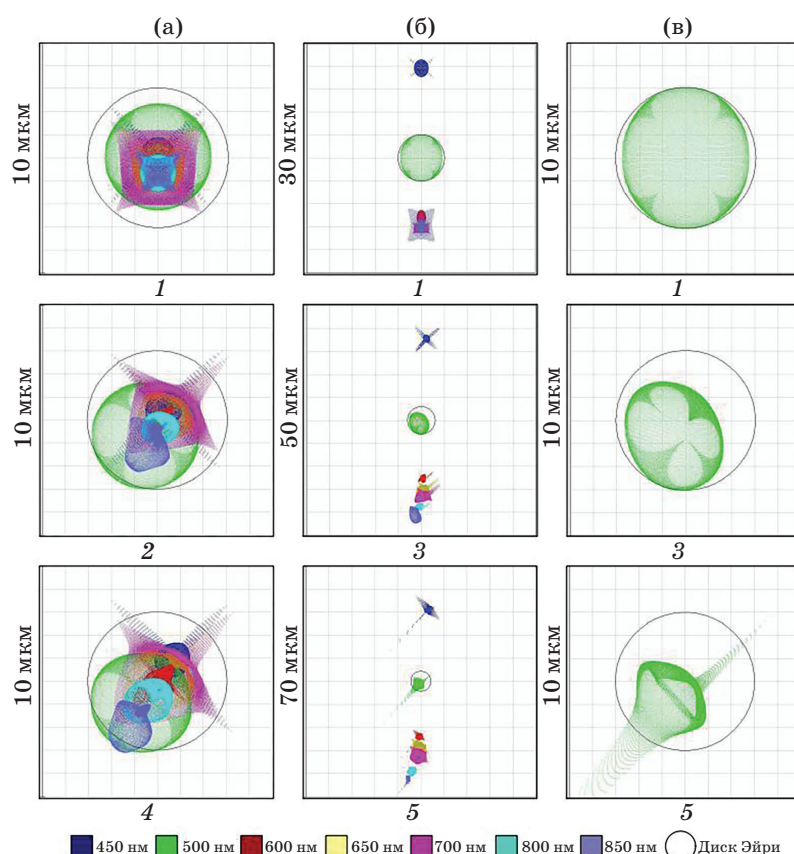 (а) (б) (в)
10 мкм 30 мкм 10 мкм
1 1 1
10 мкм 50 мкм 10 мкм
2 3 3
10 мкм 70 мкм 10 мкм
4 5 5
450 нм 500 нм 600 нм 650 нм 700 нм 800 нм 850 нм Диск Эйри